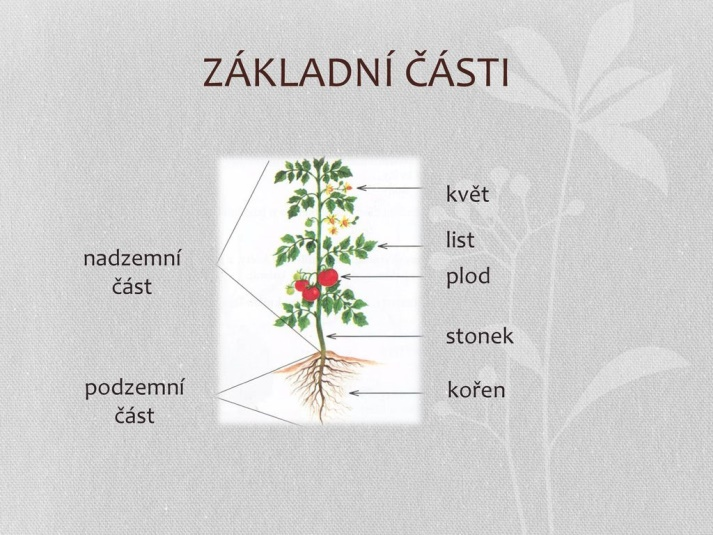 ZÁKLADNÍ ČÁSTI
květ
list
nadzemní
část
plod
stonek
podzemní
část
kořen